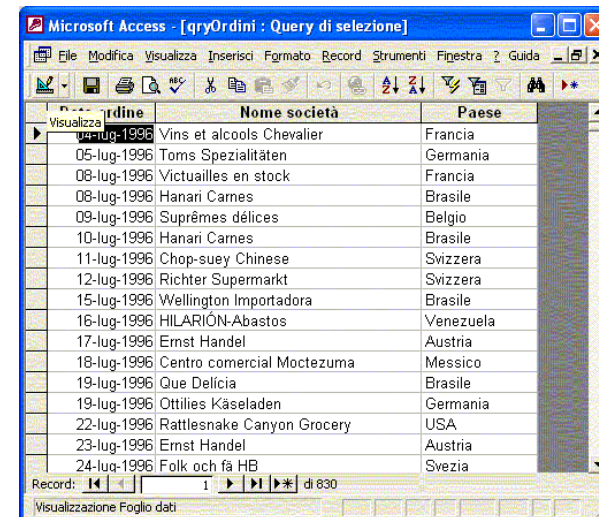 Microsoft Access - [qryOrdini : Query di selezione]
File Modifica Visualizza Inserisci Formato Record Strumenti Finestra ? Guida
ordine Nome società Paese
Visualizza
04-lug-1996 Vins et alcools Chevalier Francia
05-lug-1996 Toms Spezialitäten Germania
08-lug-1996 Victuailles en stock Francia
08-lug-1996 Hanari Carnes Brasile
09-lug-1996 Suprêmes délices Belgio
10-lug-1996 Hanari Carnes Brasile
11-lug-1996 Chop-suey Chinese Svizzera
12-lug-1996 Richter Supermarkt Svizzera
15-lug-1996 Wellington Importadora Brasile
16-lug-1996 HILARIÓN-Abastos Venezuela
17-lug-1996 Ernst Handel Austria
18-lug-1996 Centro comercial Moctezuma Messico
19-lug-1996 Que Delícia Brasile
19-lug-1996 Ottilies Käseladen Germania
22-lug-1996 Rattlesnake Canyon Grocery USA
23-lug-1996 Ernst Handel Austria
24-lug-1996 Folk och fä HB Svezia
Record: 1 di 830
Visualizzazione Foglio dati